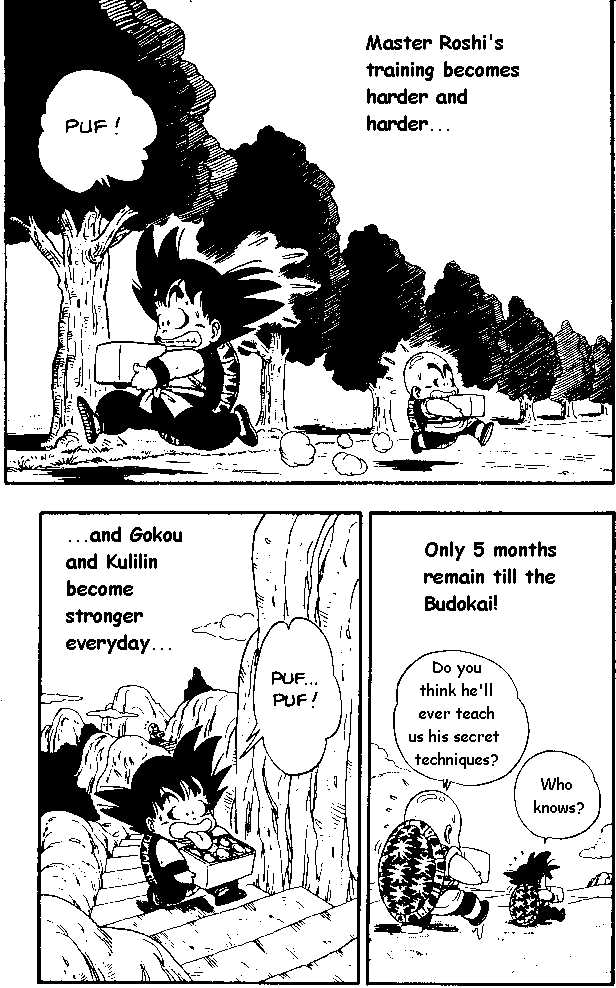 Master Roshi's
training becomes
harder and
harder...
PUF!
...and Gokou
and Kulilin
become
stronger
everyday...
PUF...
PUF!
Only 5 months
remain till the
Budokai!
Do you
think he'll
ever teach
us his secret
techniques?
Who
knows?